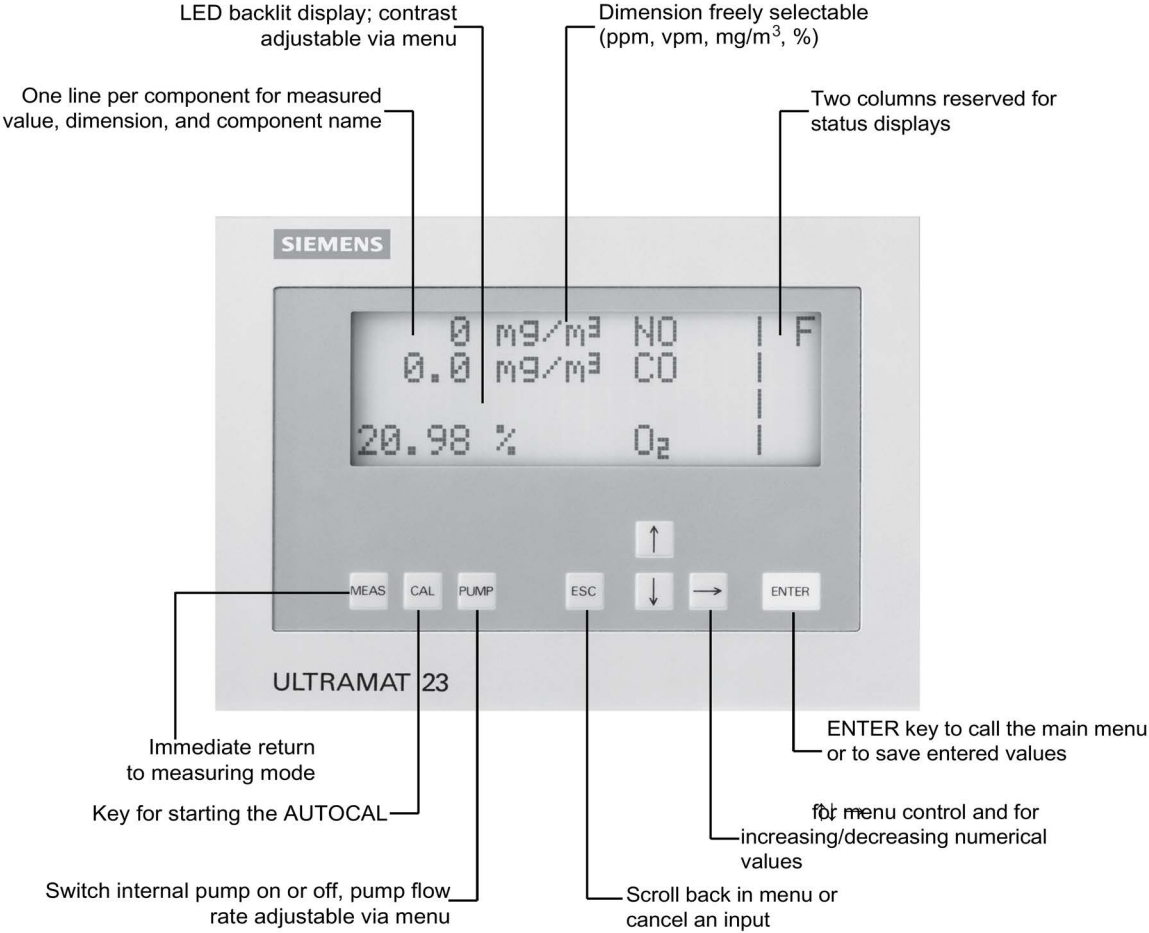 LED backlit display; contrast
adjustable via menu
Dimension freely selectable
(ppm, vpm, mg/m³, %)
One line per component for measured
value, dimension, and component name
Two columns reserved for
status displays
SIEMENS
0 mg/m³ NO | F
0.0 mg/m³ CO |
|
20.98 % O₂ |
↑
MEAS CAL PUMP ESC ↓ → ENTER
ULTRAMAT 23
ENTER key to call the main menu
or to save entered values
Immediate return
to measuring mode
Key for starting the AUTOCAL
for menu control and for
increasing/decreasing numerical
values
Switch internal pump on or off, pump flow
rate adjustable via menu
Scroll back in menu or
cancel an input